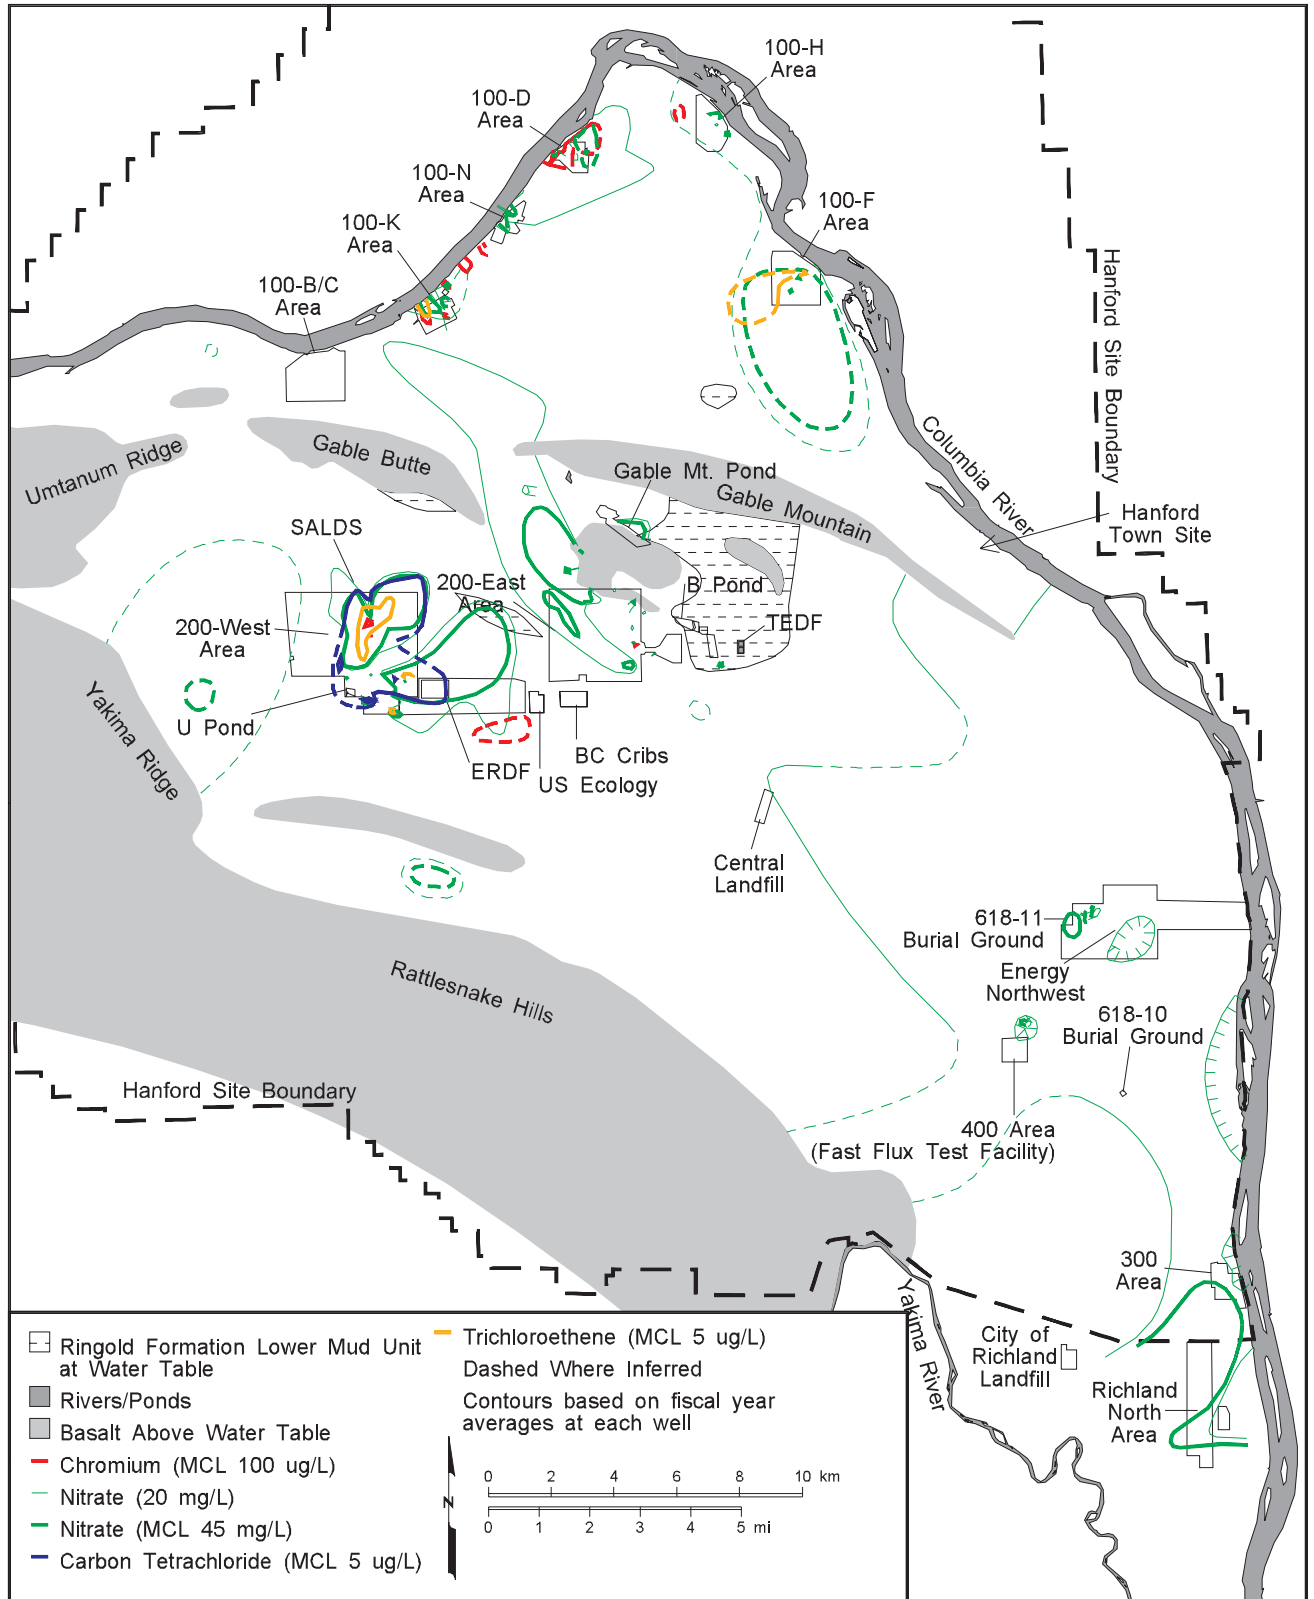 100-H
Area
100-D
Area
100-N
Area
100-K
Area
100-F
Area
100-B/C
Area
Hanford Site Boundary
Columbia River
Umtanum Ridge
Gable Butte
Gable Mt. Pond
Gable Mountain
Hanford
Town Site
SALDS
200-East
Area
B Pond
TEDF
200-West
Area
U Pond
Yakima Ridge
ERDF
US Ecology
BC Cribs
Central
Landfill
618-11
Burial Ground
Energy
Northwest
618-10
Burial Ground
Rattlesnake Hills
Hanford Site Boundary
400 Area
(Fast Flux Test Facility)
300
Area
Yakima River
City of
Richland
Landfill
Richland
North
Area
Ringold Formation Lower Mud Unit
at Water Table
Rivers/Ponds
Basalt Above Water Table
Chromium (MCL 100 ug/L)
Nitrate (20 mg/L)
Nitrate (MCL 45 mg/L)
Carbon Tetrachloride (MCL 5 ug/L)
Trichloroethene (MCL 5 ug/L)
Dashed Where Inferred
Contours based on fiscal year
averages at each well
N
0 2 4 6 8 10 km
0 1 2 3 4 5 mi